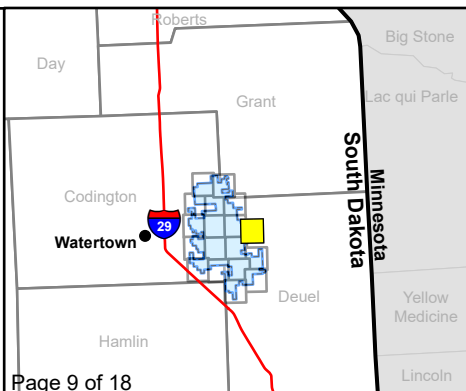 Roberts
Big Stone
Day
Grant
Lac qui Parle
Minnesota
South Dakota
Codington
29
Watertown
Deuel
Yellow
Medicine
Hamlin
Lincoln
Page 9 of 18